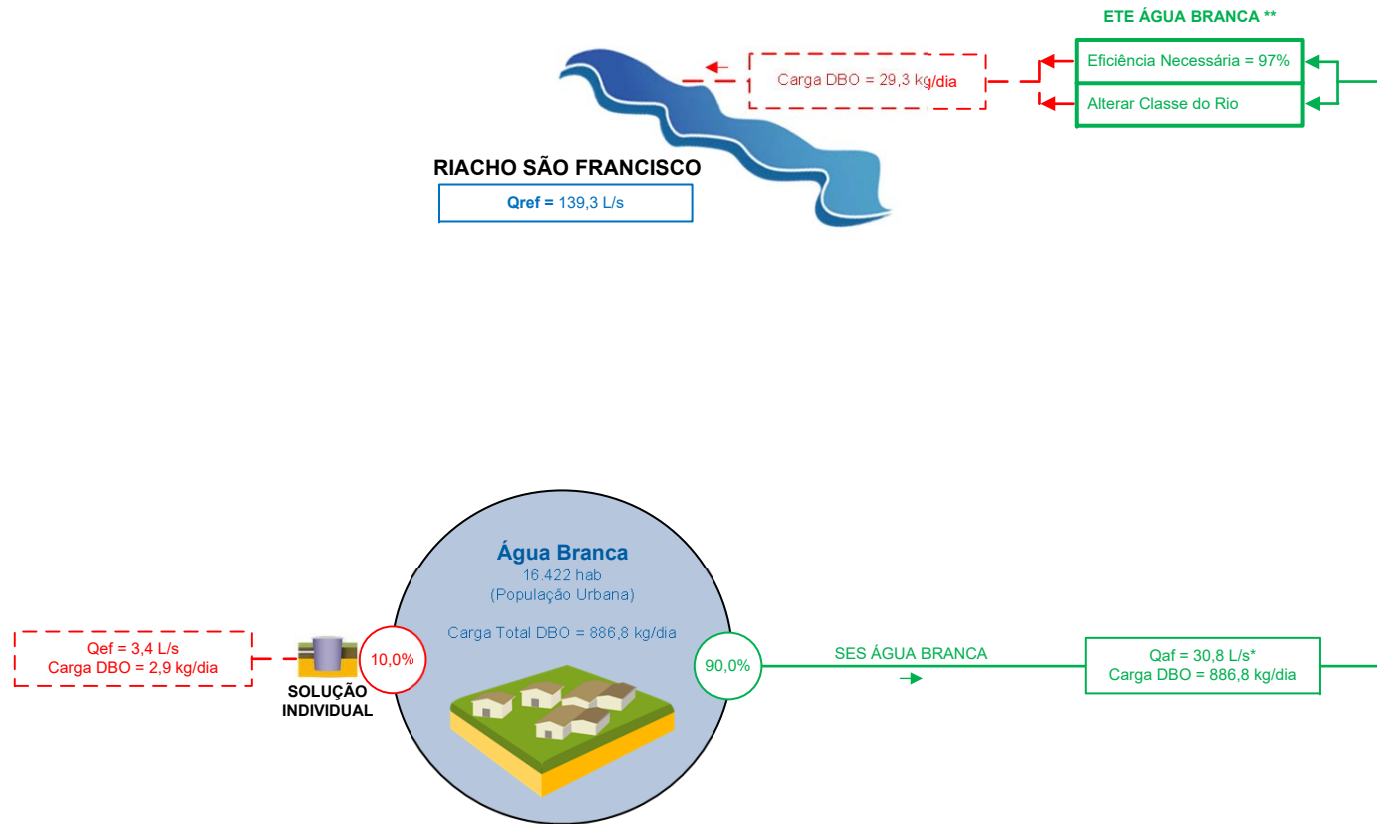 ETE ÁGUA BRANCA **
Eficiência Necessária = 97%
Alterar Classe do Rio
Carga DBO = 29,3 kg/dia
RIACHO SÃO FRANCISCO
Qref = 139,3 L/s
Água Branca
16.422 hab
(População Urbana)
Carga Total DBO = 886,8 kg/dia
Qef = 3,4 L/s
Carga DBO = 2,9 kg/dia
SOLUÇÃO
INDIVIDUAL
10,0%
90,0%
SES ÁGUA BRANCA
Qaf = 30,8 L/s*
Carga DBO = 886,8 kg/dia